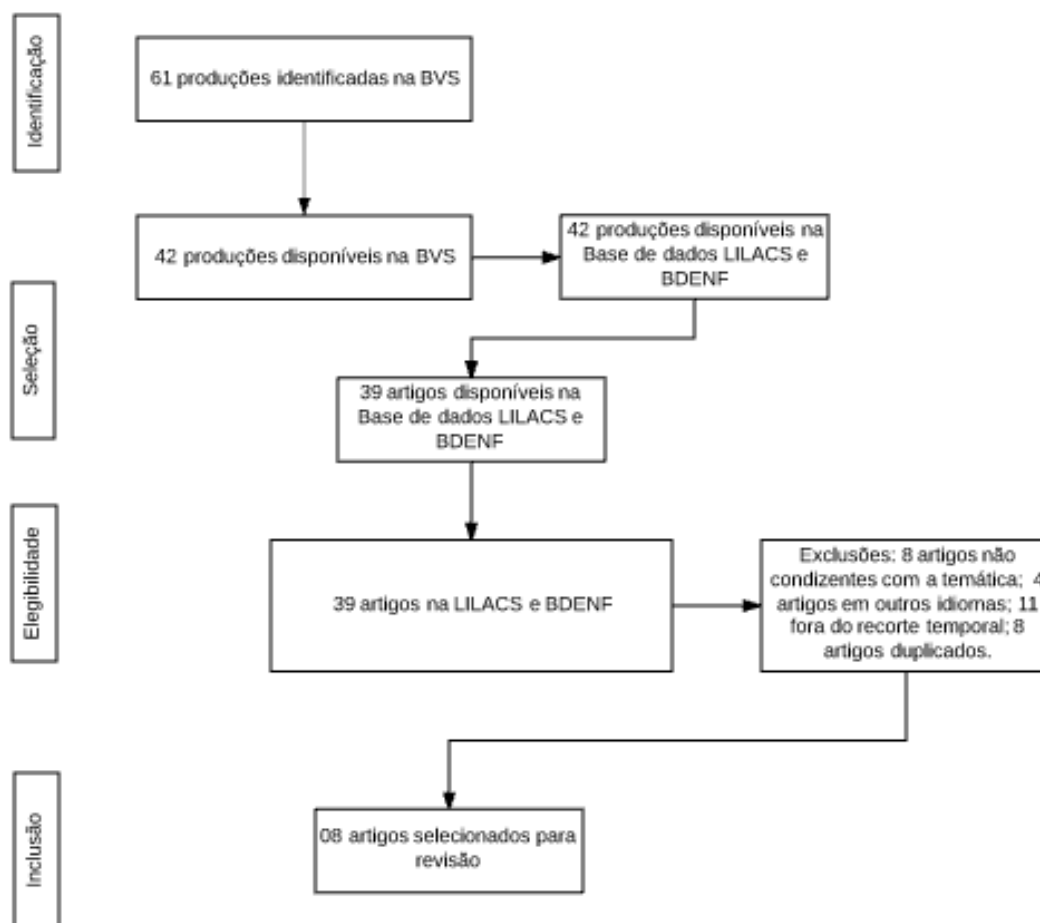 Identificação
61 produções identificadas na BVS
42 produções disponíveis na BVS
42 produções disponíveis na
Base de dados LILACS e
BDENF
Seleção
39 artigos disponíveis na
Base de dados LILACS e
BDENF
Elegibilidade
39 artigos na LILACS e BDENF
Exclusões: 8 artigos não
condizentes com a temática; 4
artigos em outros idiomas; 11
fora do recorte temporal; 8
artigos duplicados.
Inclusão
08 artigos selecionados para
revisão